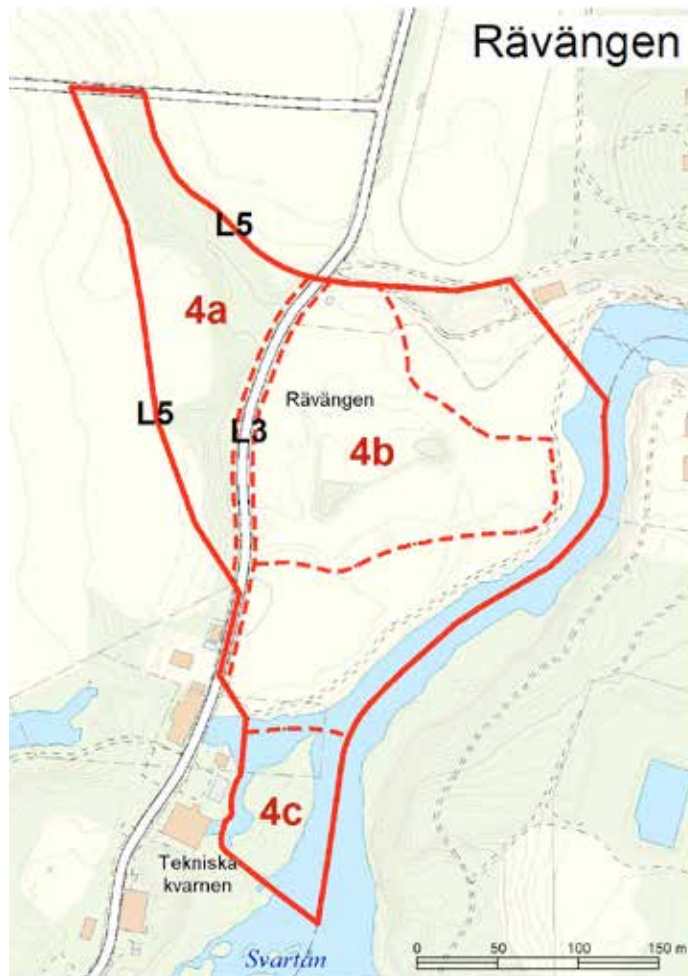 Rävängen
L5
4a
L5
Rävängen
L3
4b
4c
Tekniska
kvarnen
Svartån
0 50 100 150 m